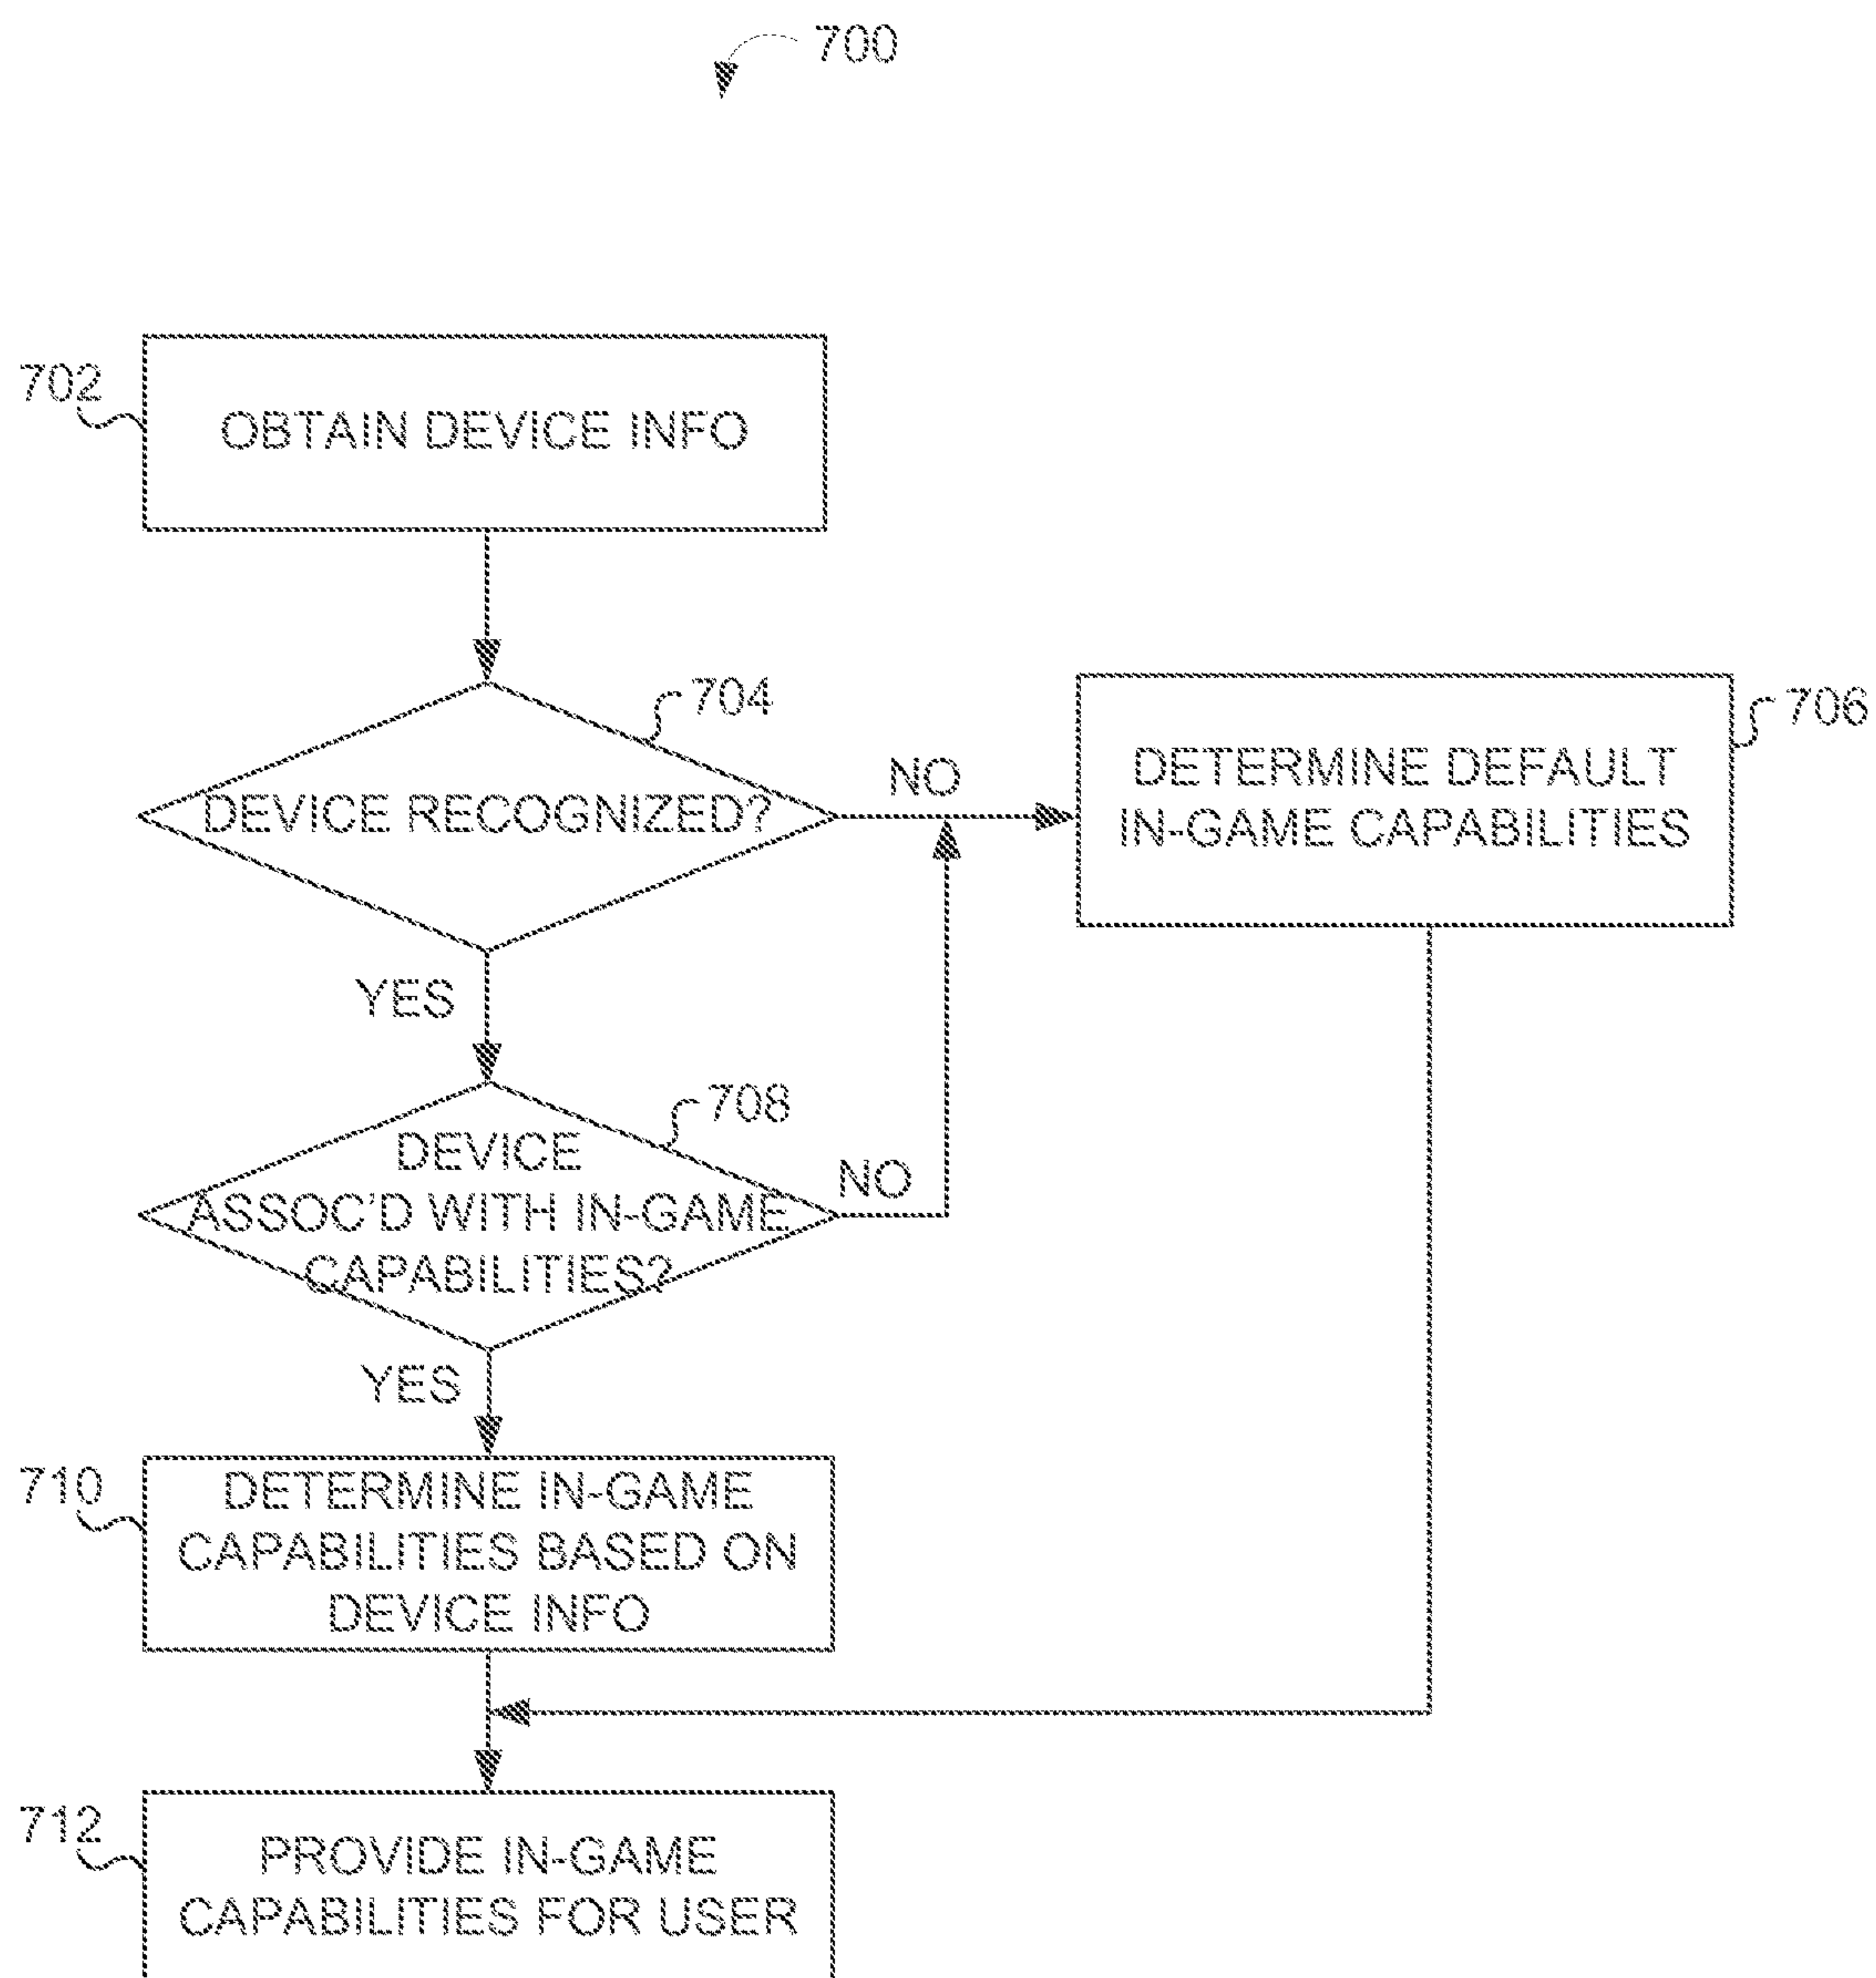 700
702
OBTAIN DEVICE INFO
704
DEVICE RECOGNIZED?
NO
706
DETERMINE DEFAULT
IN-GAME CAPABILITIES
YES
708
DEVICE
ASSOC'D WITH IN-GAME
CAPABILITIES?
NO
YES
710
DETERMINE IN-GAME
CAPABILITIES BASED ON
DEVICE INFO
712
PROVIDE IN-GAME
CAPABILITIES FOR USER